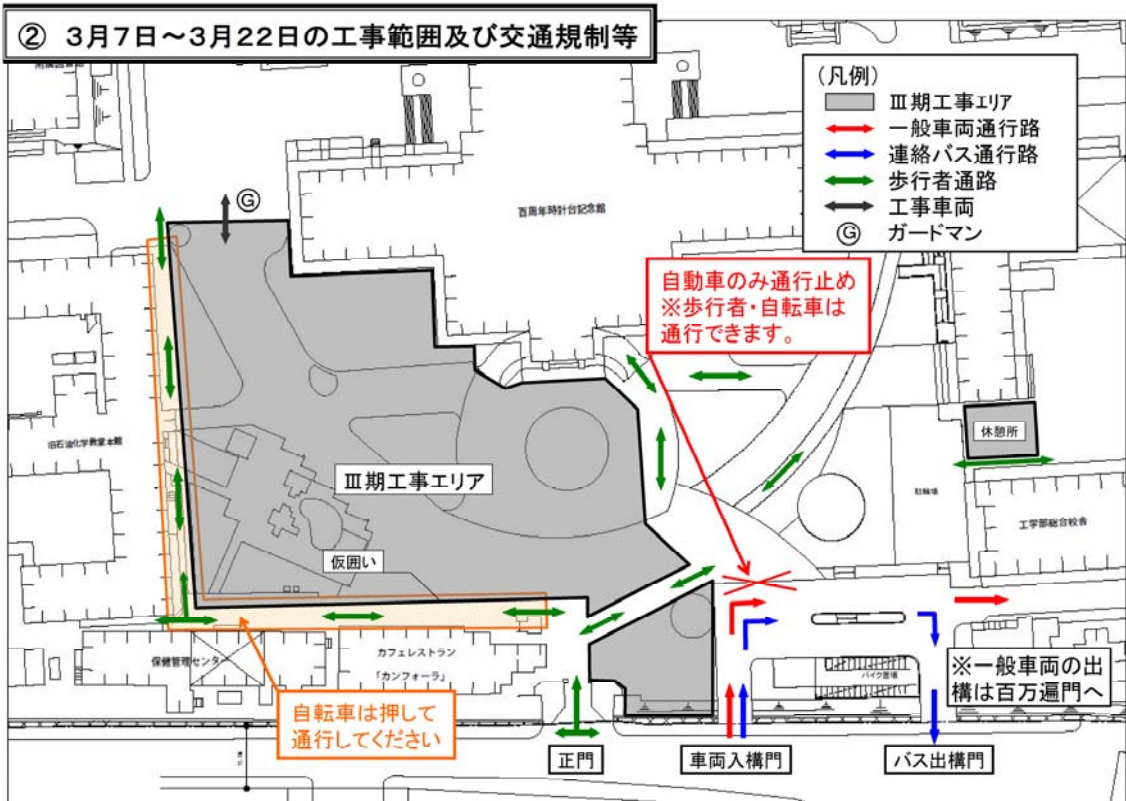 ② 3月7日～3月22日の工事範囲及び交通規制等
(凡例)
Ⅲ期工事エリア
一般車両通行路
連絡バス通行路
歩行者通路
工事車両
Ⓖ ガードマン
Ⓖ
百周年時計台記念館
自動車のみ通行止め
※歩行者・自転車は
通行できます。
休憩所
旧石油化学教室本館
Ⅲ期工事エリア
駐輪場
工学部総合校舎
仮囲い
保健管理センター
カフェレストラン
「カンフォーラ」
バイク置場
※一般車両の出
構は百万遍門へ
自転車は押して
通行してください
正門
車両入構門
バス出構門